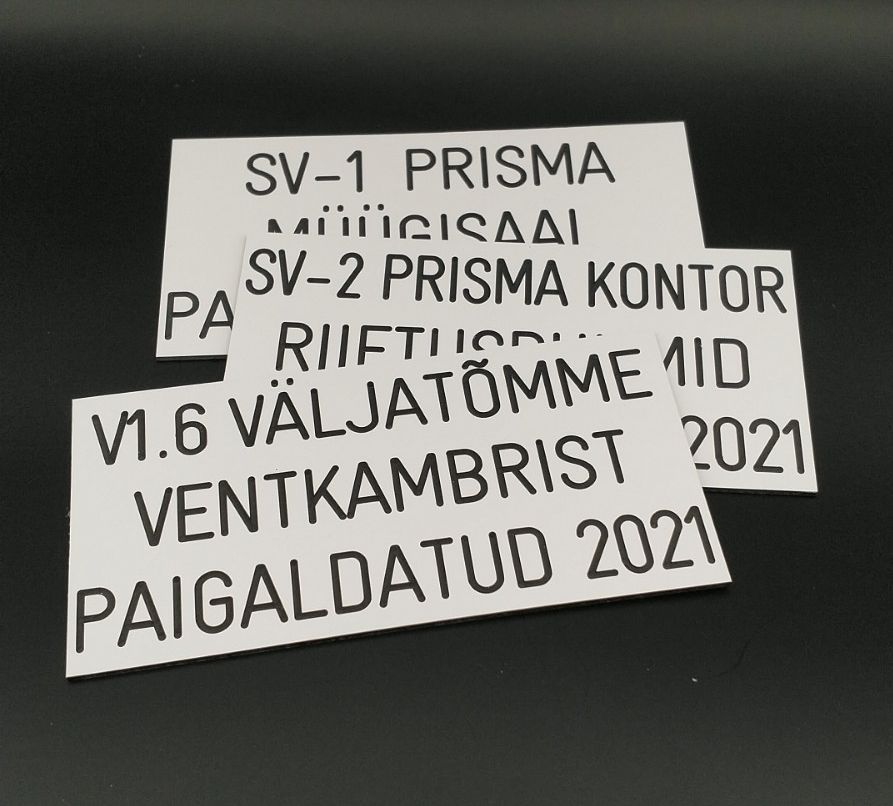 SV-1 PRISMA
MÜÜGISAAL
SV-2 PRISMA KONTOR
2021
V1.6 VÄLJATÕMME
VENTKAMBRIST
PAIGALDATUD 2021